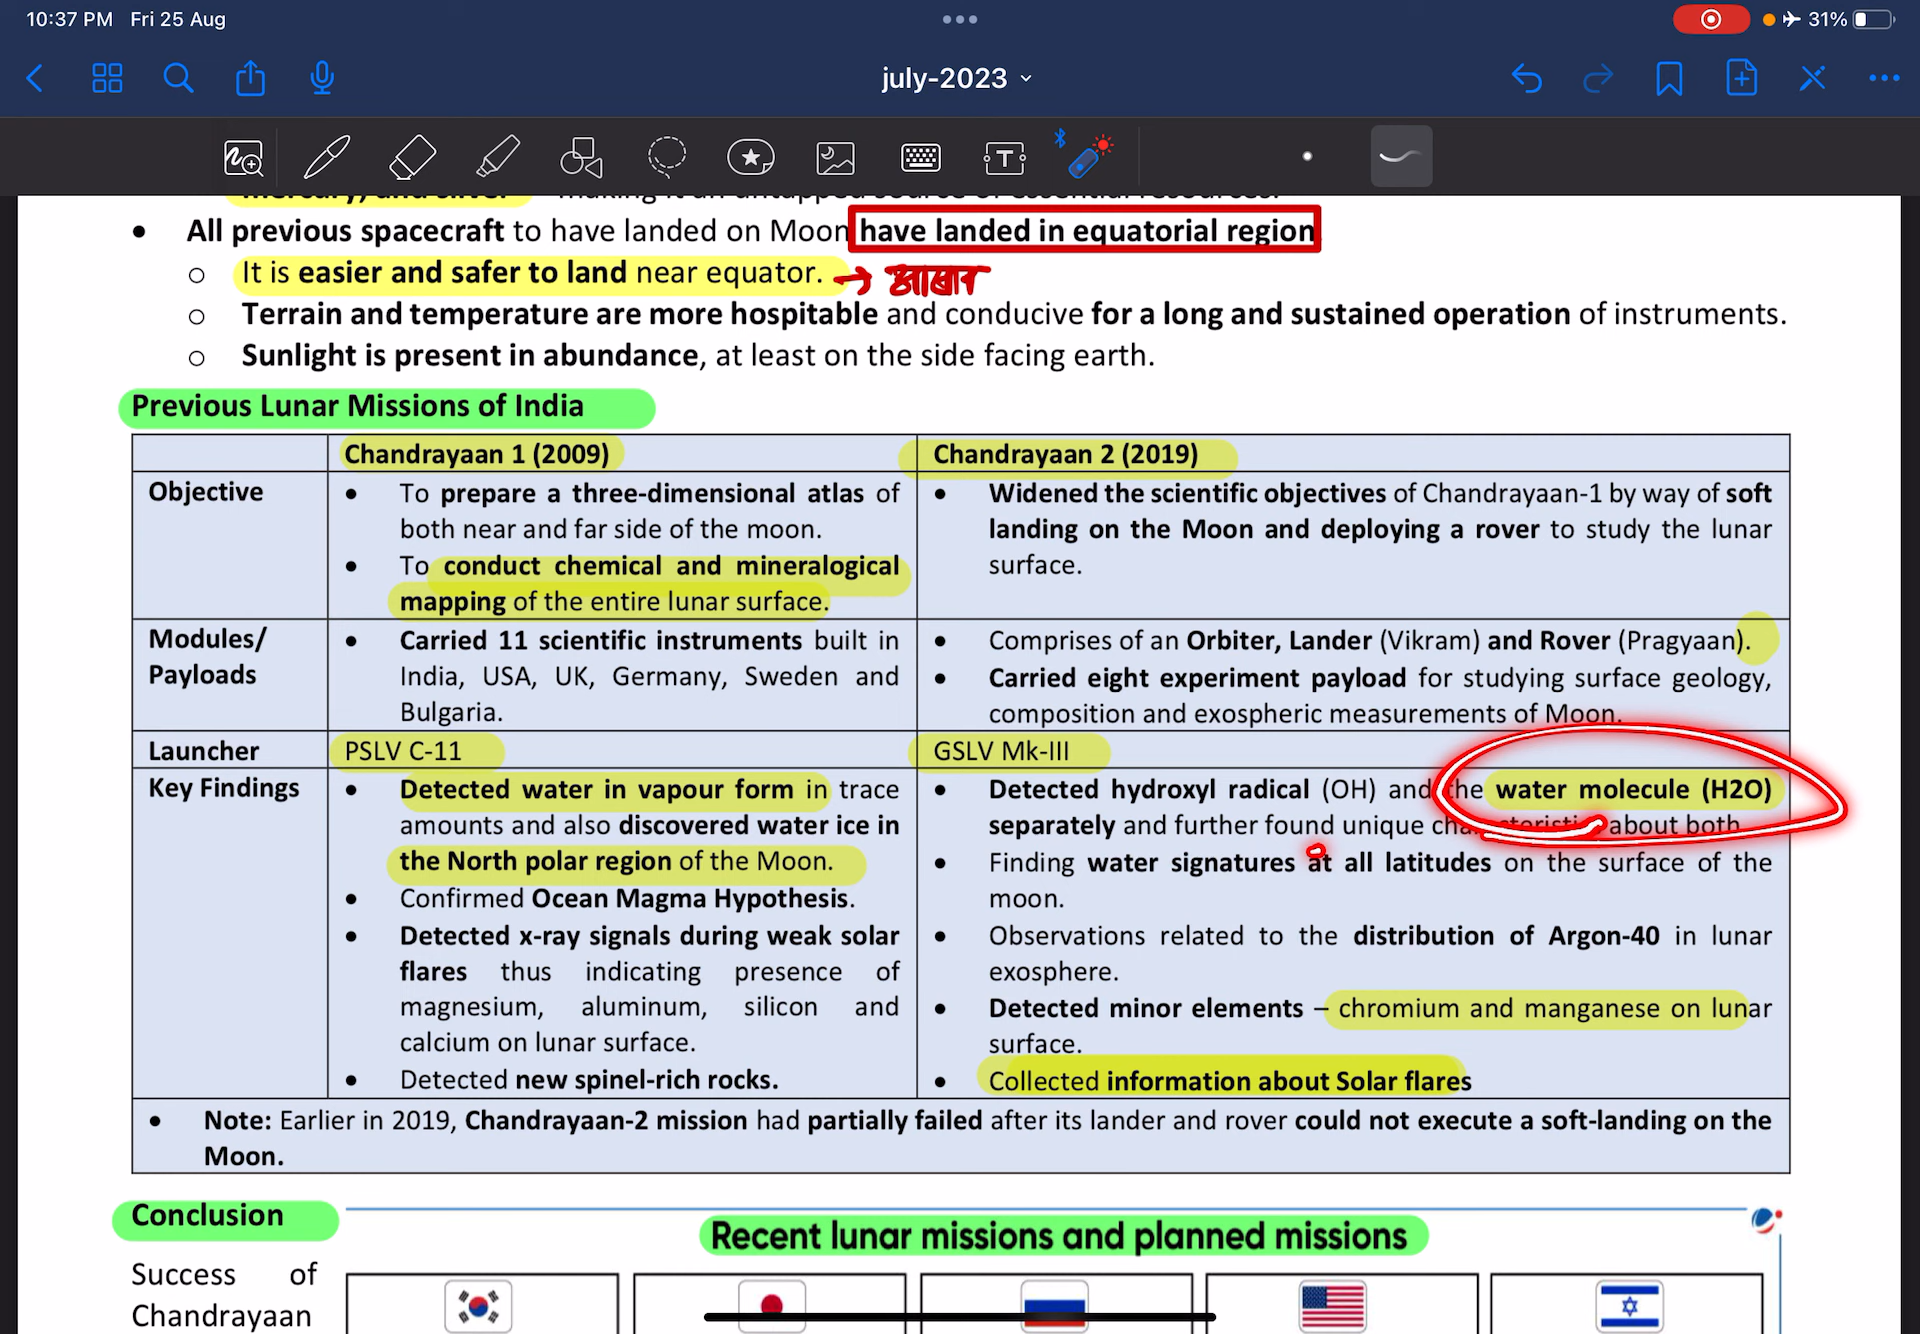 10:37 PM Fri 25 Aug
31%
july-2023
All previous spacecraft to have landed on Moon have landed in equatorial region
It is easier and safer to land near equator. → आसान
Terrain and temperature are more hospitable and conducive for a long and sustained operation of instruments.
Sunlight is present in abundance, at least on the side facing earth.
Previous Lunar Missions of India
Chandrayaan 1 (2009)
Chandrayaan 2 (2019)
Objective
• To prepare a three-dimensional atlas of
both near and far side of the moon.
• To conduct chemical and mineralogical
mapping of the entire lunar surface.
• Widened the scientific objectives of Chandrayaan-1 by way of soft
landing on the Moon and deploying a rover to study the lunar
surface.
Modules/
Payloads
• Carried 11 scientific instruments built in
India, USA, UK, Germany, Sweden and
Bulgaria.
• Comprises of an Orbiter, Lander (Vikram) and Rover (Pragyaan).
• Carried eight experiment payload for studying surface geology,
composition and exospheric measurements of Moon.
Launcher
PSLV C-11
GSLV Mk-III
Key Findings
• Detected water in vapour form in trace
amounts and also discovered water ice in
the North polar region of the Moon.
• Confirmed Ocean Magma Hypothesis.
• Detected x-ray signals during weak solar
flares thus indicating presence of
magnesium, aluminum, silicon and
calcium on lunar surface.
• Detected new spinel-rich rocks.
• Detected hydroxyl radical (OH) and the water molecule (H2O)
separately and further found unique characteristic about both
• Finding water signatures at all latitudes on the surface of the
moon.
• Observations related to the distribution of Argon-40 in lunar
exosphere.
• Detected minor elements – chromium and manganese on lunar
surface.
• Collected information about Solar flares
• Note: Earlier in 2019, Chandrayaan-2 mission had partially failed after its lander and rover could not execute a soft-landing on the
Moon.
Conclusion
Success of
Chandrayaan
Recent lunar missions and planned missions